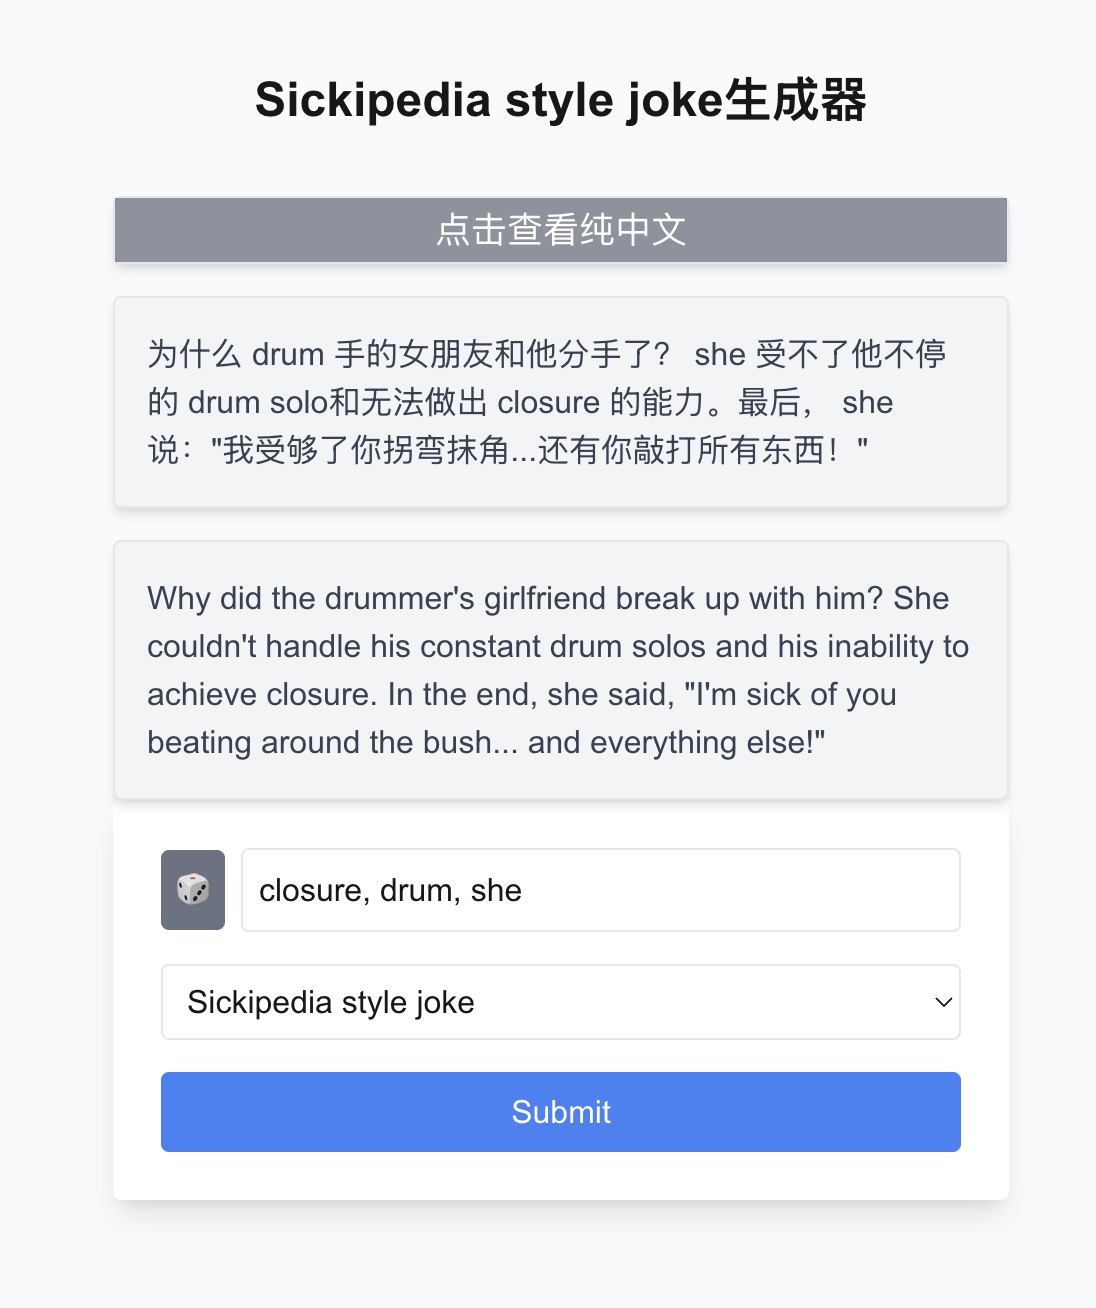 Sickipedia style joke生成器
点击查看纯中文
为什么 drum 手的女朋友和他分手了？ she 受不了他不停
的 drum solo和无法做出 closure 的能力。最后， she
说："我受够了你拐弯抹角...还有你敲打所有东西！"
Why did the drummer's girlfriend break up with him? She
couldn't handle his constant drum solos and his inability to
achieve closure. In the end, she said, "I'm sick of you
beating around the bush... and everything else!"
closure, drum, she
Sickipedia style joke
Submit